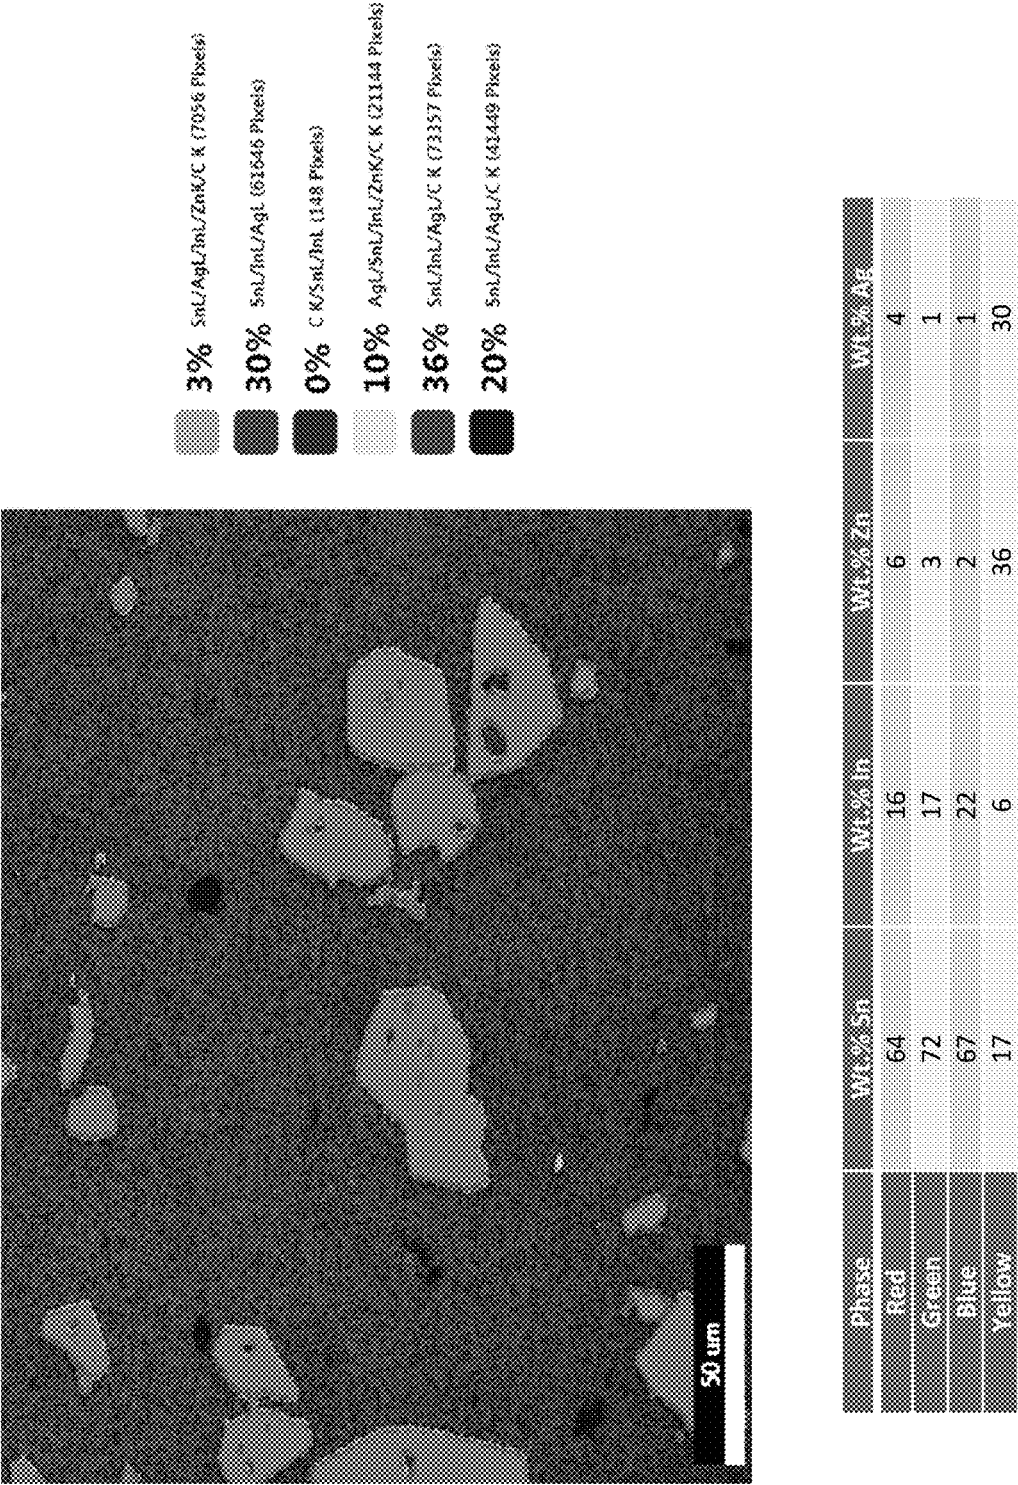 3% SnL/AgL/InL/ZnK/C K (7056 Pixels)
30% SnL/InL/AgL (61646 Pixels)
0% C K/SnL/InL (148 Pixels)
10% AgL/SnL/InL/ZnK/C K (21144 Pixels)
36% SnL/InL/AgL/C K (73357 Pixels)
20% SnL/InL/AgL/C K (41449 Pixels)
50 um
Phase Wt.% Sn Wt.% In Wt.% Zn Wt.% Ag
Red 64 16 6 4
Green 72 17 3 1
Blue 67 22 2 1
Yellow 17 6 36 30